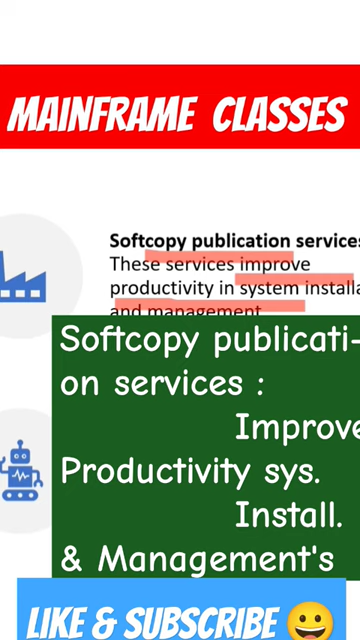 MAINFRAME CLASSES
Softcopy publication services
These services improve
productivity in system installa
and management
Softcopy publicati-
on services :
Improve
Productivity sys.
Install.
& Management's
LIKE & SUBSCRIBE